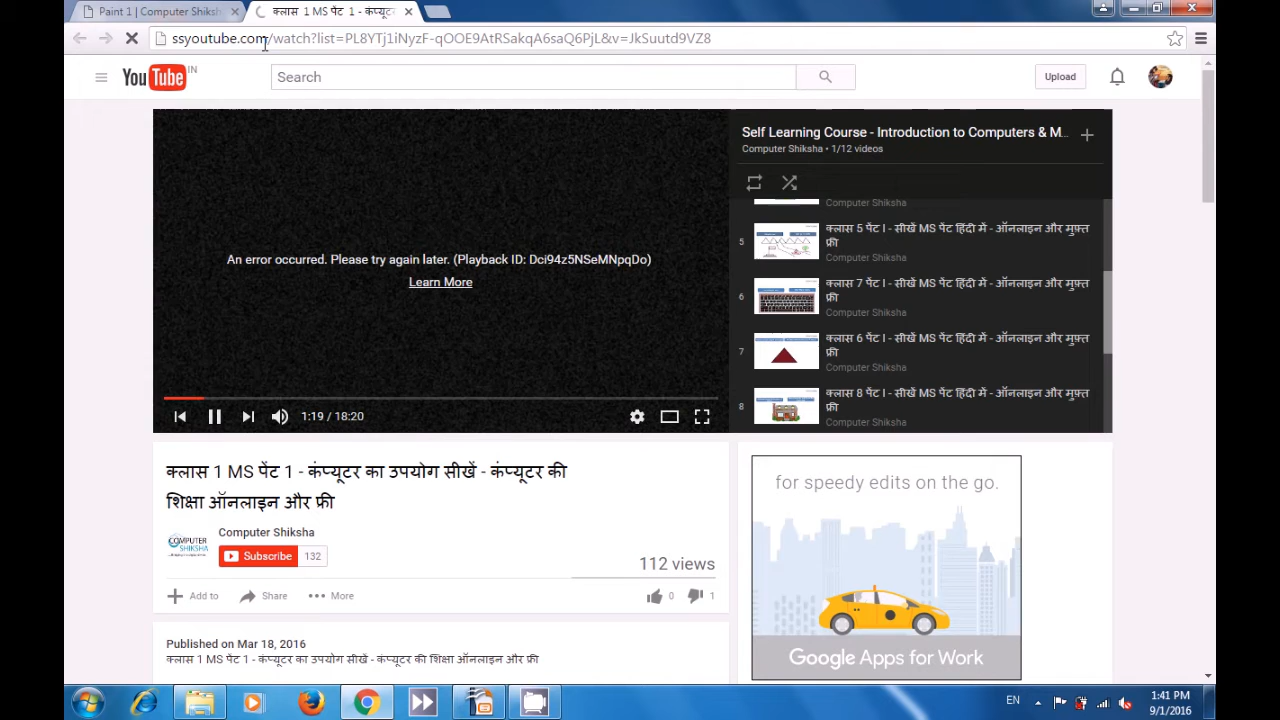 Paint 1 | Computer Shiksh
क्लास 1 MS पेंट 1 - कंप्यूट
ssyoutube.com/watch?list=PL8YTj1iNyzF-qOOE9AtRSakqA6saQ6PjL&v=JkSuutd9VZ8
YouTube IN
Search
Upload
Self Learning Course - Introduction to Computers & M...
Computer Shiksha • 1/12 videos
Computer Shiksha
5 क्लास 5 पेंट I - सीखें MS पेंट हिंदी में - ऑनलाइन और मुफ़्त
फ्री
Computer Shiksha
6 क्लास 7 पेंट I - सीखें MS पेंट हिंदी में - ऑनलाइन और मुफ़्त
फ्री
Computer Shiksha
7 क्लास 6 पेंट I - सीखें MS पेंट हिंदी में - ऑनलाइन और मुफ़्त
फ्री
Computer Shiksha
8 क्लास 8 पेंट I - सीखें MS पेंट हिंदी में - ऑनलाइन और मुफ़्त
फ्री
Computer Shiksha
An error occurred. Please try again later. (Playback ID: Dci94z5NSeMNpqDo)
Learn More
1:19 / 18:20
क्लास 1 MS पेंट 1 - कंप्यूटर का उपयोग सीखें - कंप्यूटर की
शिक्षा ऑनलाइन और फ्री
COMPUTER
SHIKSHA
Computer Shiksha
Subscribe 132
112 views
Add to Share More 0 1
Published on Mar 18, 2016
क्लास 1 MS पेंट 1 - कंप्यूटर का उपयोग सीखें - कंप्यूटर की शिक्षा ऑनलाइन और फ्री
for speedy edits on the go.
Google Apps for Work
EN
1:41 PM
9/1/2016